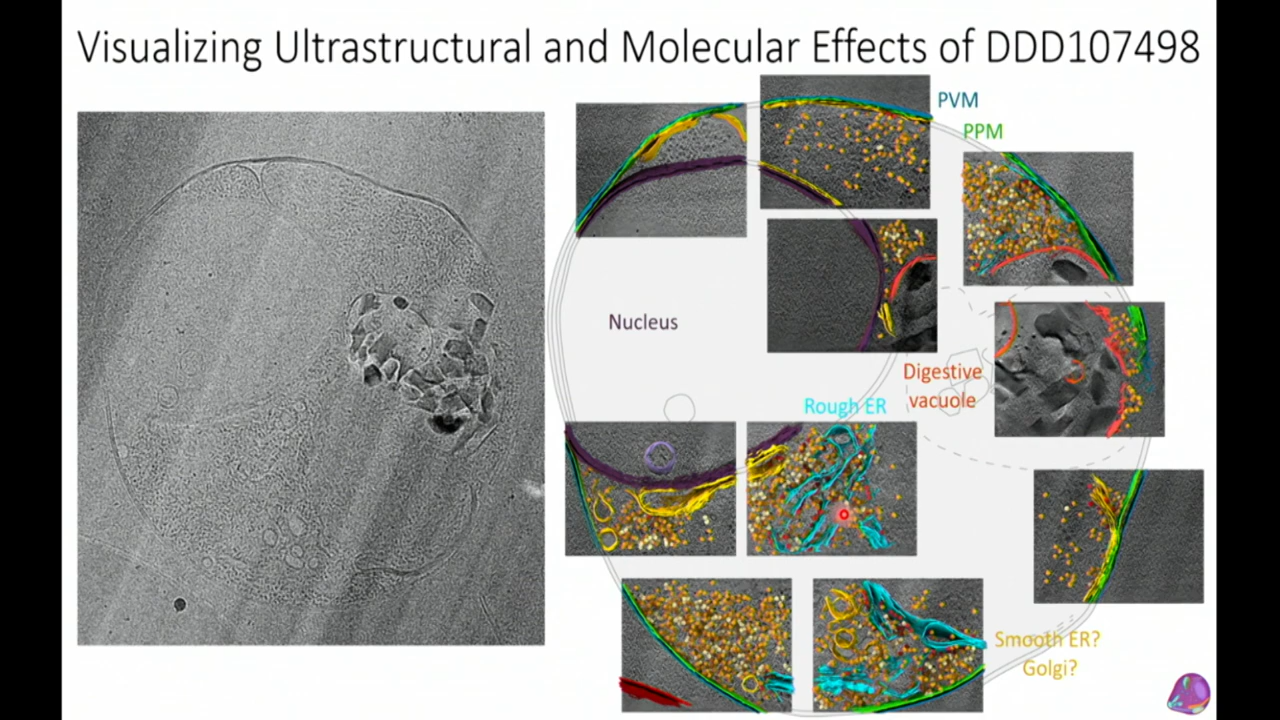 Visualizing Ultrastructural and Molecular Effects of DDD107498
PVM
PPM
Nucleus
Digestive
vacuole
Rough ER
Smooth ER?
Golgi?